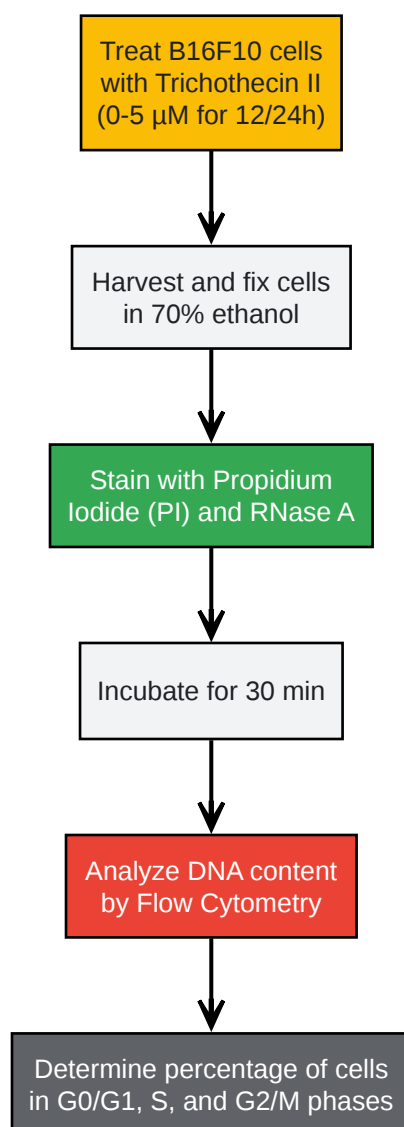 Treat B16F10 cells
with Trichothecin II
(0-5 µM for 12/24h)
Harvest and fix cells
in 70% ethanol
Stain with Propidium
Iodide (PI) and RNase A
Incubate for 30 min
Analyze DNA content
by Flow Cytometry
Determine percentage of cells
in G0/G1, S, and G2/M phases